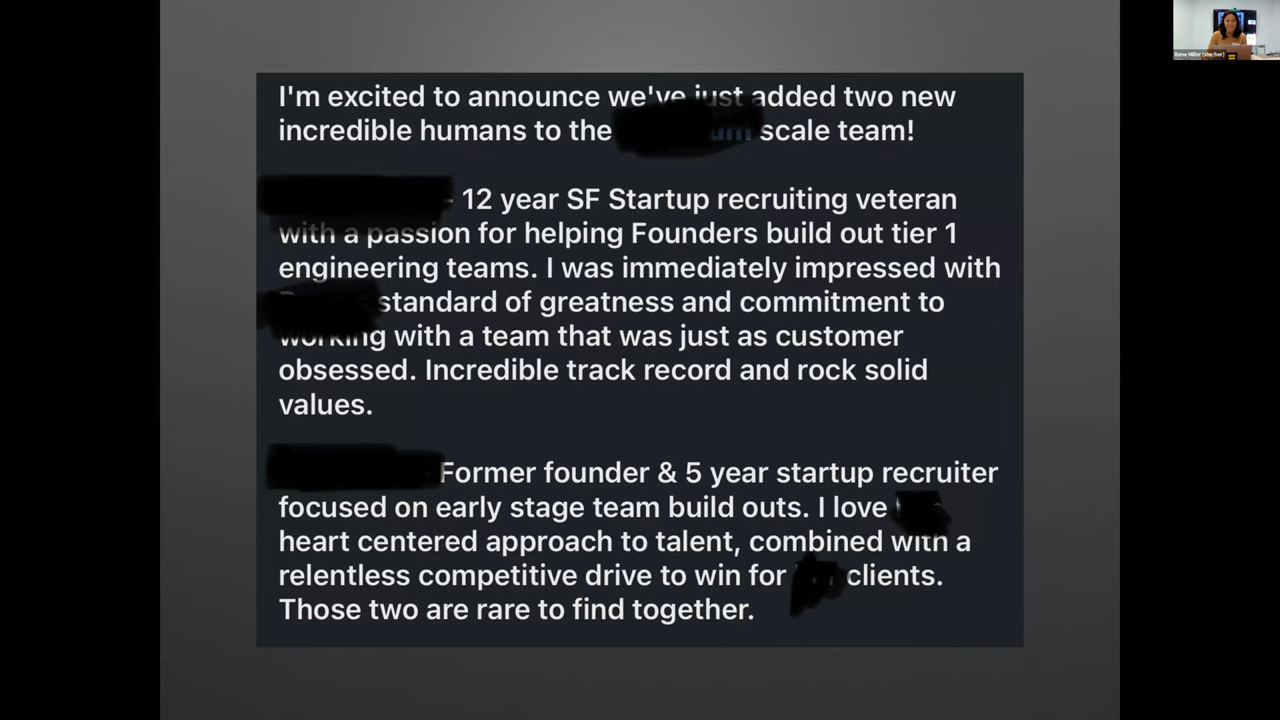 I'm excited to announce we've just added two new
incredible humans to the scale team!
- 12 year SF Startup recruiting veteran
with a passion for helping Founders build out tier 1
engineering teams. I was immediately impressed with
standard of greatness and commitment to
working with a team that was just as customer
obsessed. Incredible track record and rock solid
values.
Former founder & 5 year startup recruiter
focused on early stage team build outs. I love
heart centered approach to talent, combined with a
relentless competitive drive to win for clients.
Those two are rare to find together.
Rene Miller (she/her)